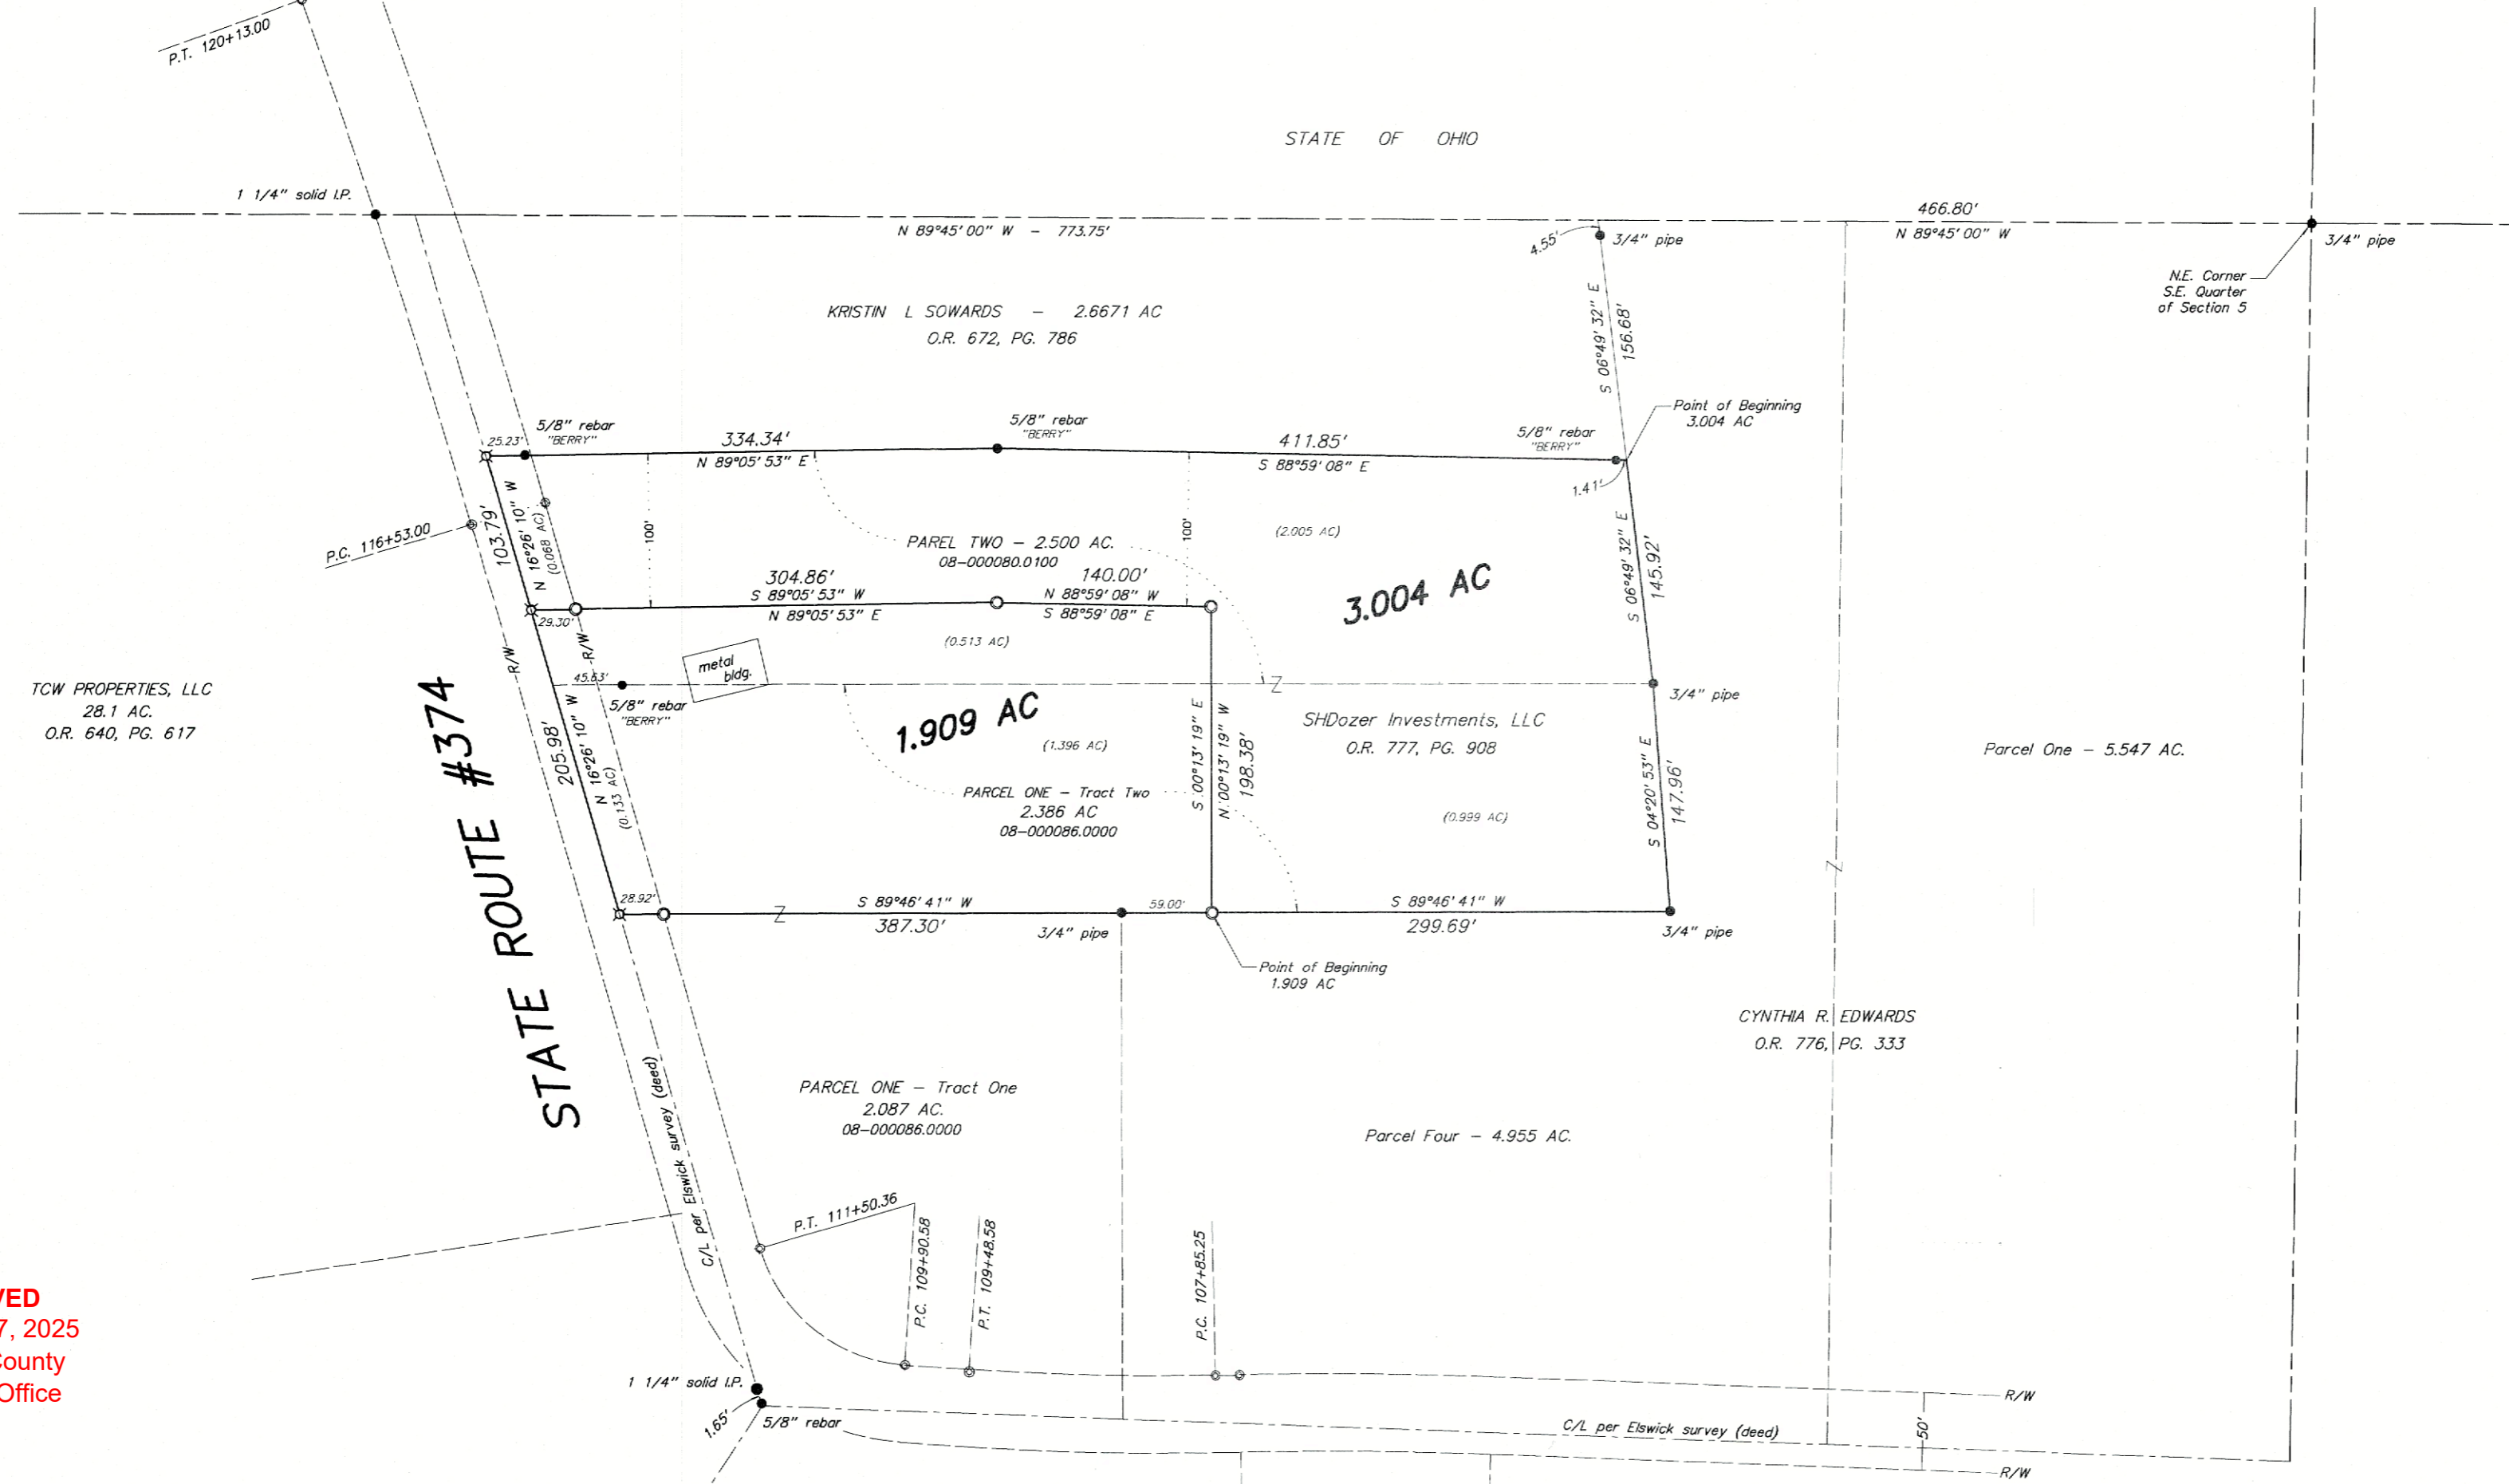 P.T. 120+13.00
STATE OF OHIO
1 1/4" solid I.P.
N 89°45'00" W - 773.75'
4.55'
3/4" pipe
466.80'
N 89°45'00" W
3/4" pipe
N.E. Corner
S.E. Quarter
of Section 5
KRISTIN L SOWARDS - 2.6671 AC
O.R. 672, PG. 786
S 06°49'32" E
156.68'
Point of Beginning
3.004 AC
25.23'
5/8" rebar
"BERRY"
334.34'
N 89°05'53" E
5/8" rebar
"BERRY"
411.85'
S 88°59'08" E
5/8" rebar
"BERRY"
1.41'
P.C. 116+53.00
103.79'
N 16°26'10" W
(0.068 AC)
100'
PAREL TWO - 2.500 AC.
08-000080.0100
100'
(2.005 AC)
3.004 AC
S 06°49'32" E
145.92'
304.86'
S 89°05'53" W
N 89°05'53" E
140.00'
N 88°59'08" W
S 88°59'08" E
29.30'
(0.513 AC)
R/W
R/W
metal
bldg.
45.63'
5/8" rebar
"BERRY"
3/4" pipe
TCW PROPERTIES, LLC
28.1 AC.
O.R. 640, PG. 617
STATE ROUTE #374
205.98'
N 16°26'10" W
(0.133 AC)
1.909 AC
(1.396 AC)
S 00°13'19" E
N 00°13'19" W
198.38'
SHDozer Investments, LLC
O.R. 777, PG. 908
Parcel One - 5.547 AC.
PARCEL ONE - Tract Two
2.386 AC
08-000086.0000
(0.999 AC)
S 04°20'53" E
147.96'
28.92'
S 89°46'41" W
387.30'
3/4" pipe
59.00'
S 89°46'41" W
299.69'
3/4" pipe
Point of Beginning
1.909 AC
CYNTHIA R. EDWARDS
O.R. 776, PG. 333
C/L per Elswick survey (deed)
PARCEL ONE - Tract One
2.087 AC.
08-000086.0000
Parcel Four - 4.955 AC.
P.T. 111+50.36
P.C. 109+90.58
P.T. 109+48.58
P.C. 107+85.25
VED
7, 2025
County
Office
1 1/4" solid I.P.
1.65'
5/8" rebar
C/L per Elswick survey (deed)
50'
R/W
R/W